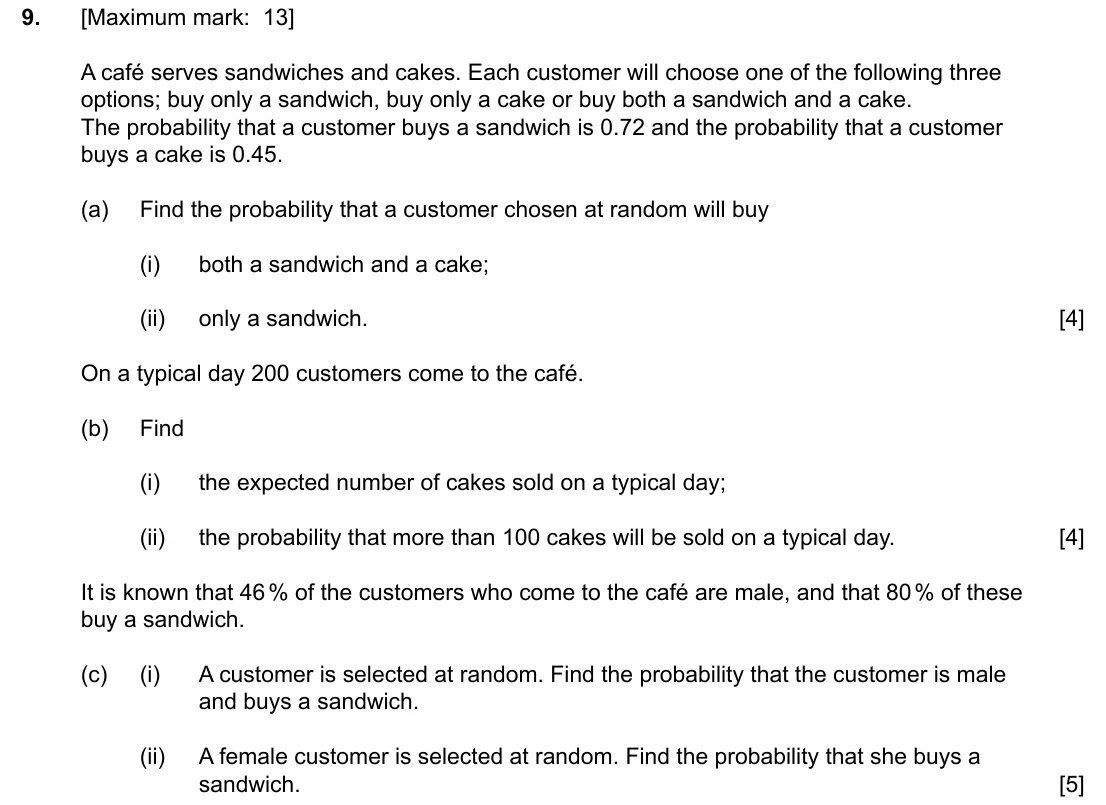 9. [Maximum mark: 13]
A café serves sandwiches and cakes. Each customer will choose one of the following three
options; buy only a sandwich, buy only a cake or buy both a sandwich and a cake.
The probability that a customer buys a sandwich is 0.72 and the probability that a customer
buys a cake is 0.45.
(a) Find the probability that a customer chosen at random will buy
(i) both a sandwich and a cake;
(ii) only a sandwich. [4]
On a typical day 200 customers come to the café.
(b) Find
(i) the expected number of cakes sold on a typical day;
(ii) the probability that more than 100 cakes will be sold on a typical day. [4]
It is known that 46 % of the customers who come to the café are male, and that 80 % of these
buy a sandwich.
(c) (i) A customer is selected at random. Find the probability that the customer is male
and buys a sandwich.
(ii) A female customer is selected at random. Find the probability that she buys a
sandwich. [5]